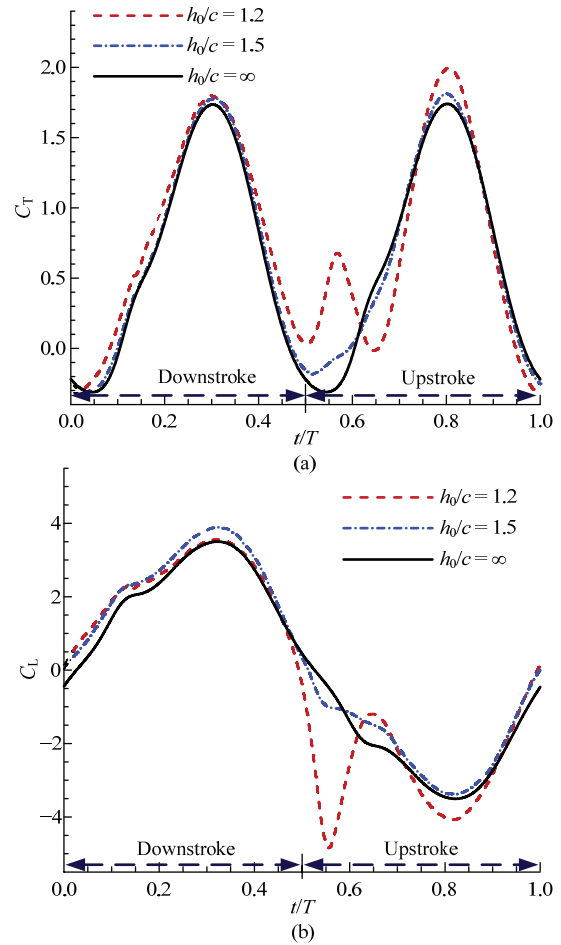 h₀/c = 1.2
h₀/c = 1.5
h₀/c = ∞
2.0
1.5
1.0
0.5
0.0
C_T
Downstroke
Upstroke
0.0 0.2 0.4 0.6 0.8 1.0
t/T
(a)
h₀/c = 1.2
h₀/c = 1.5
h₀/c = ∞
4
2
0
−2
−4
C_L
Downstroke
Upstroke
0.0 0.2 0.4 0.6 0.8 1.0
t/T
(b)